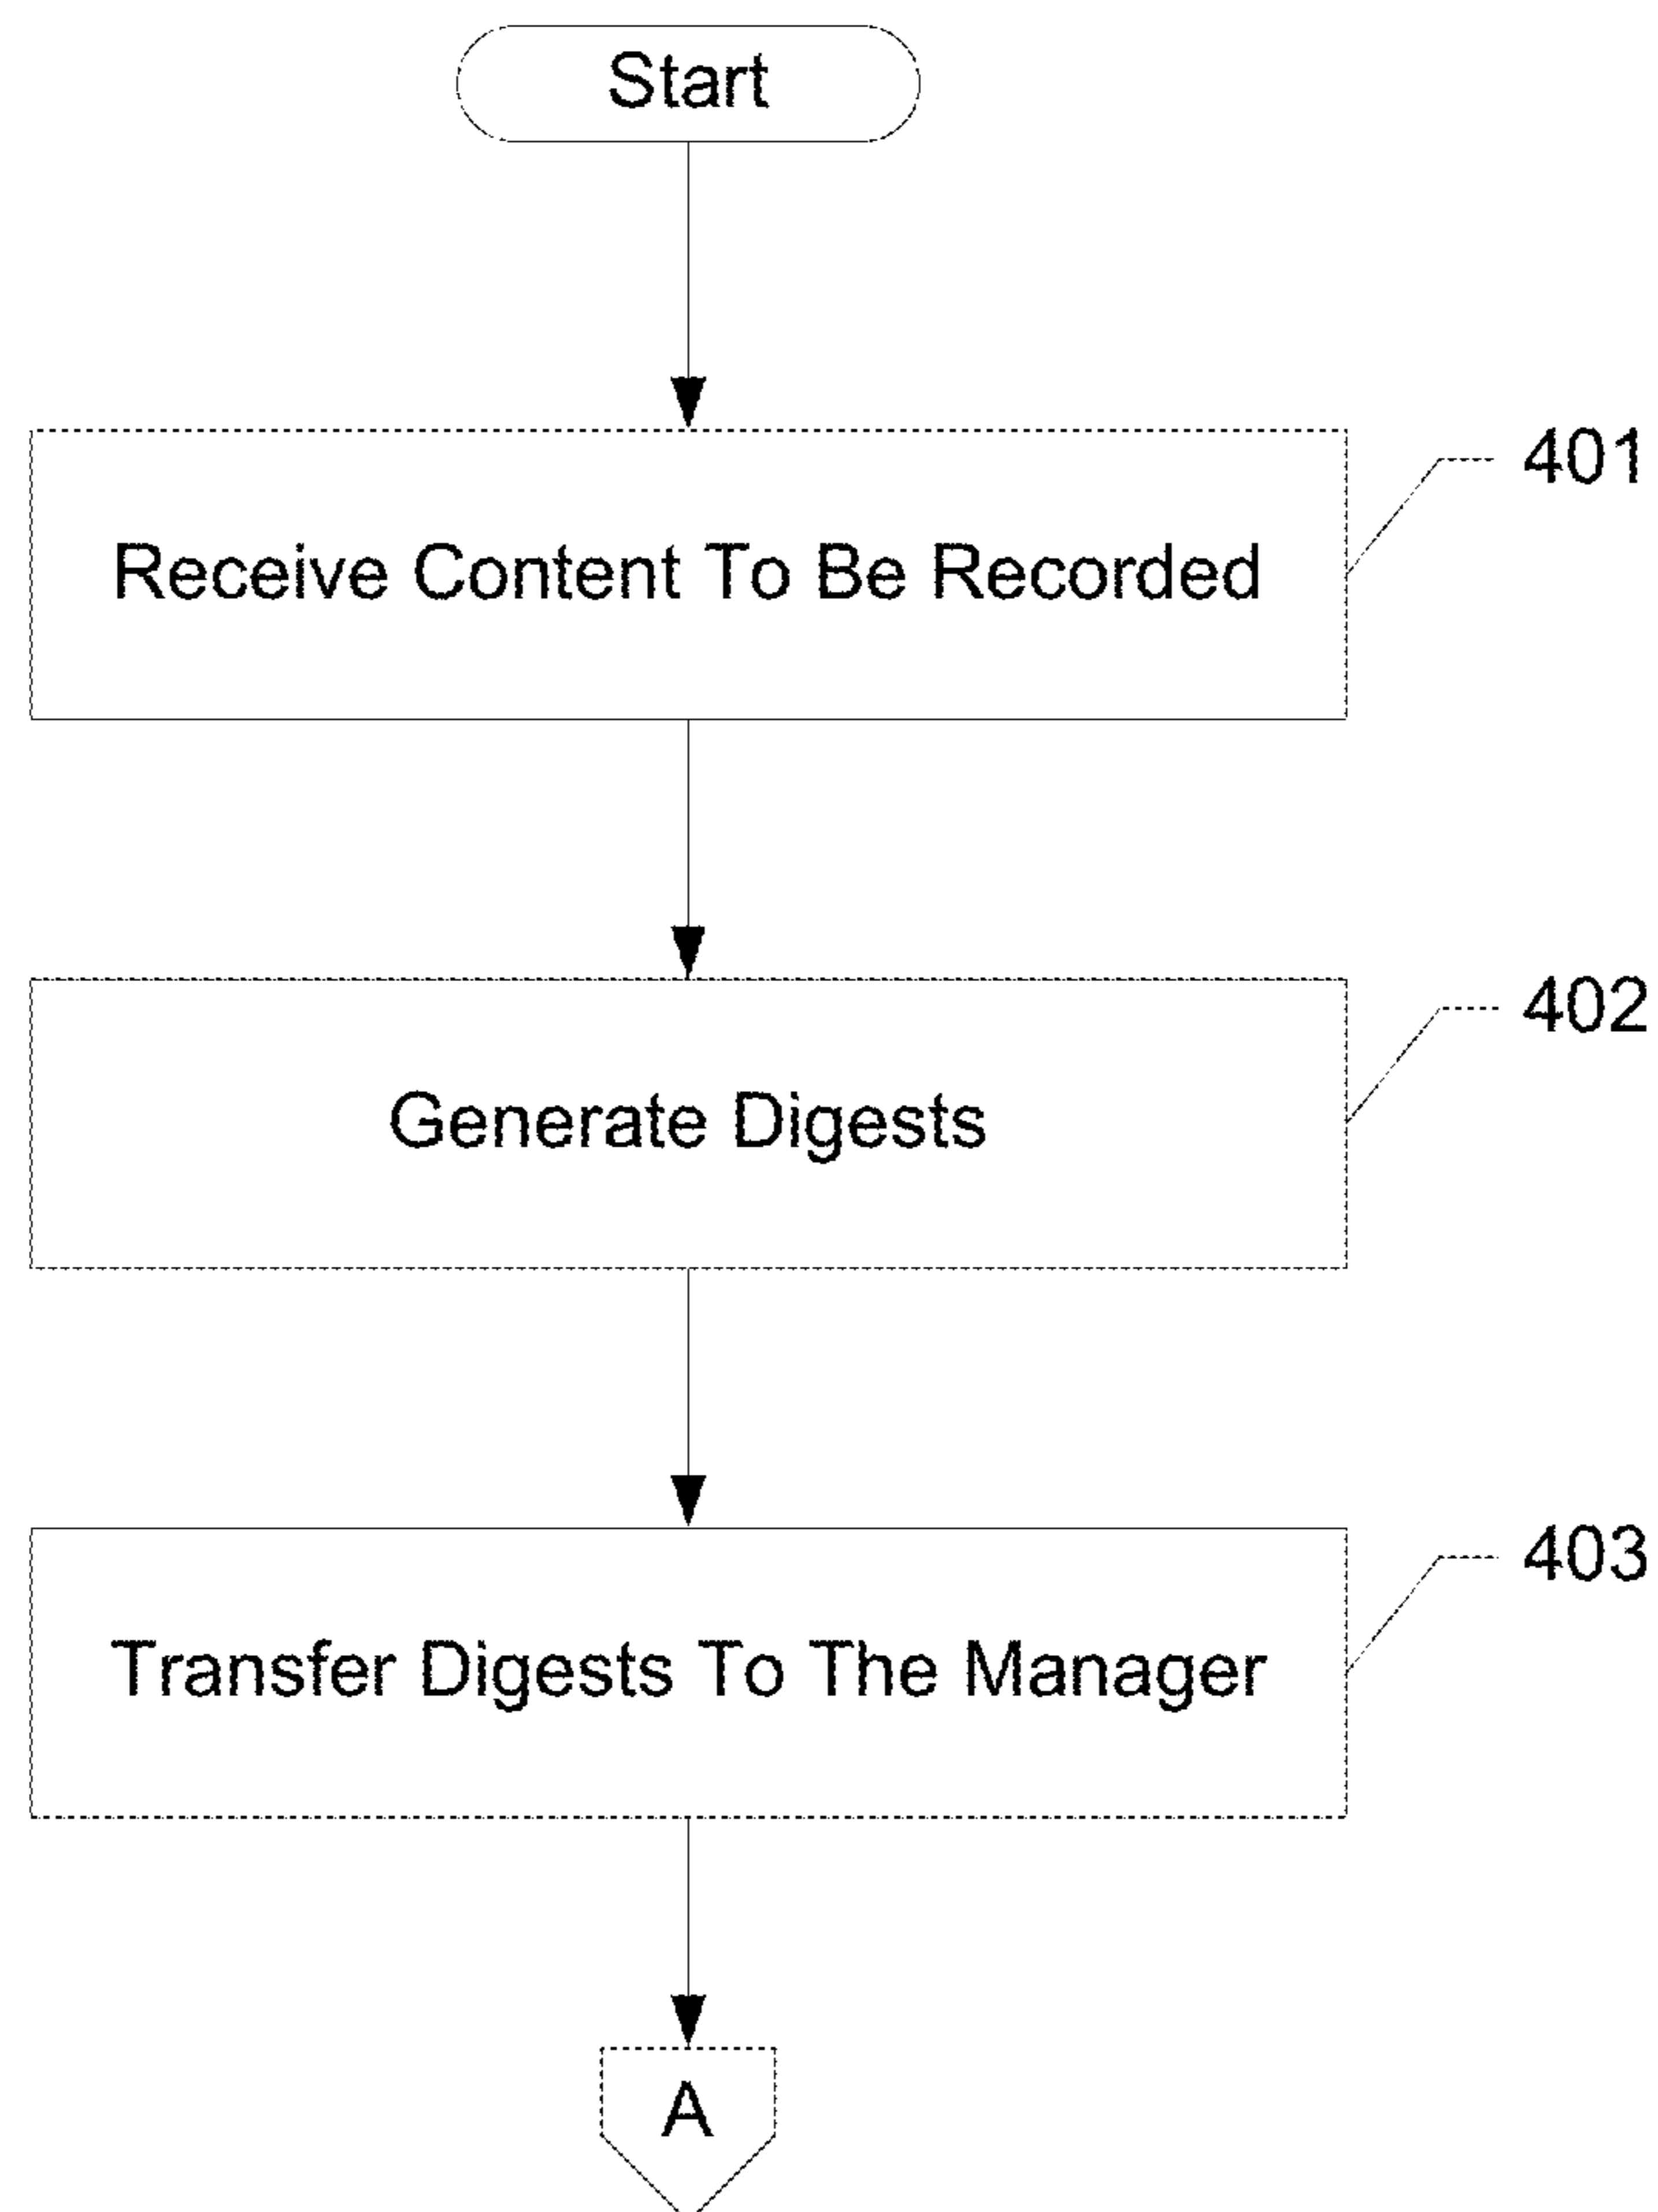 Start
401
Receive Content To Be Recorded
402
Generate Digests
403
Transfer Digests To The Manager
A